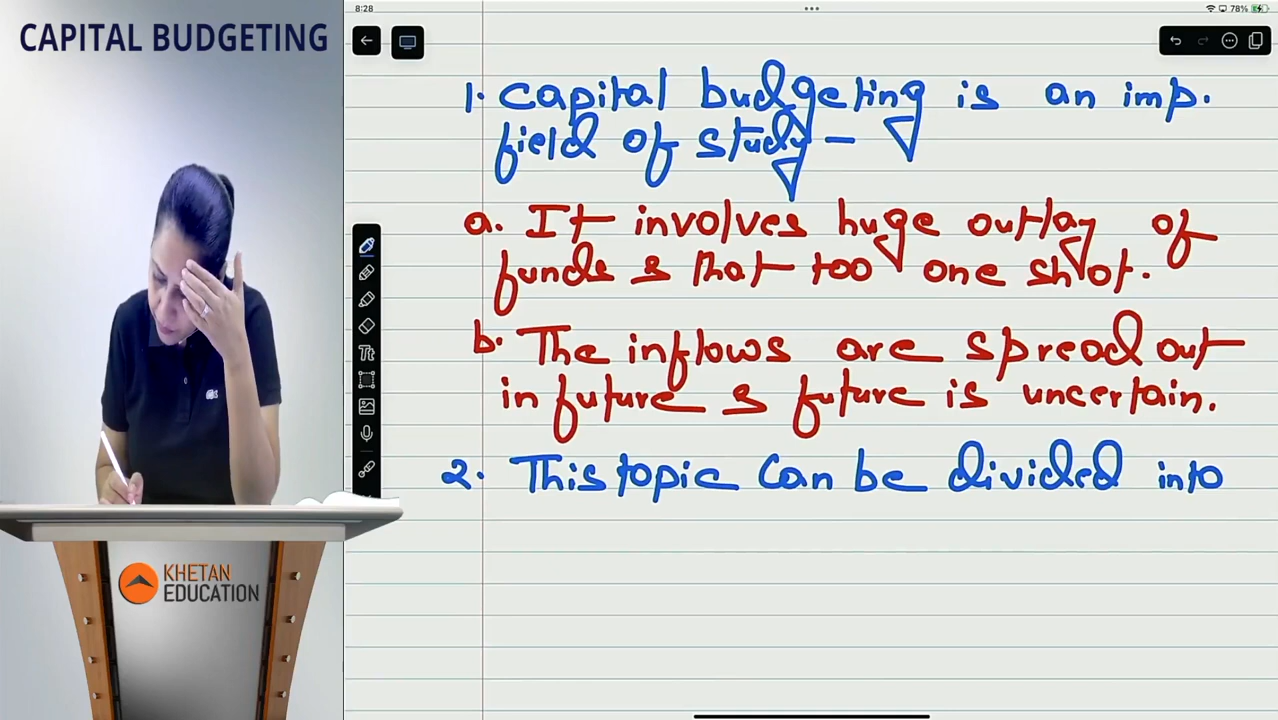 CAPITAL BUDGETING
8:28
78%
1. Capital budgeting is an imp.
field of study -
a. It involves huge outlay of
funds & that too one shot.
b. The inflows are spread out
in future & future is uncertain.
2. This topic can be divided into
Tt
KHETAN
EDUCATION